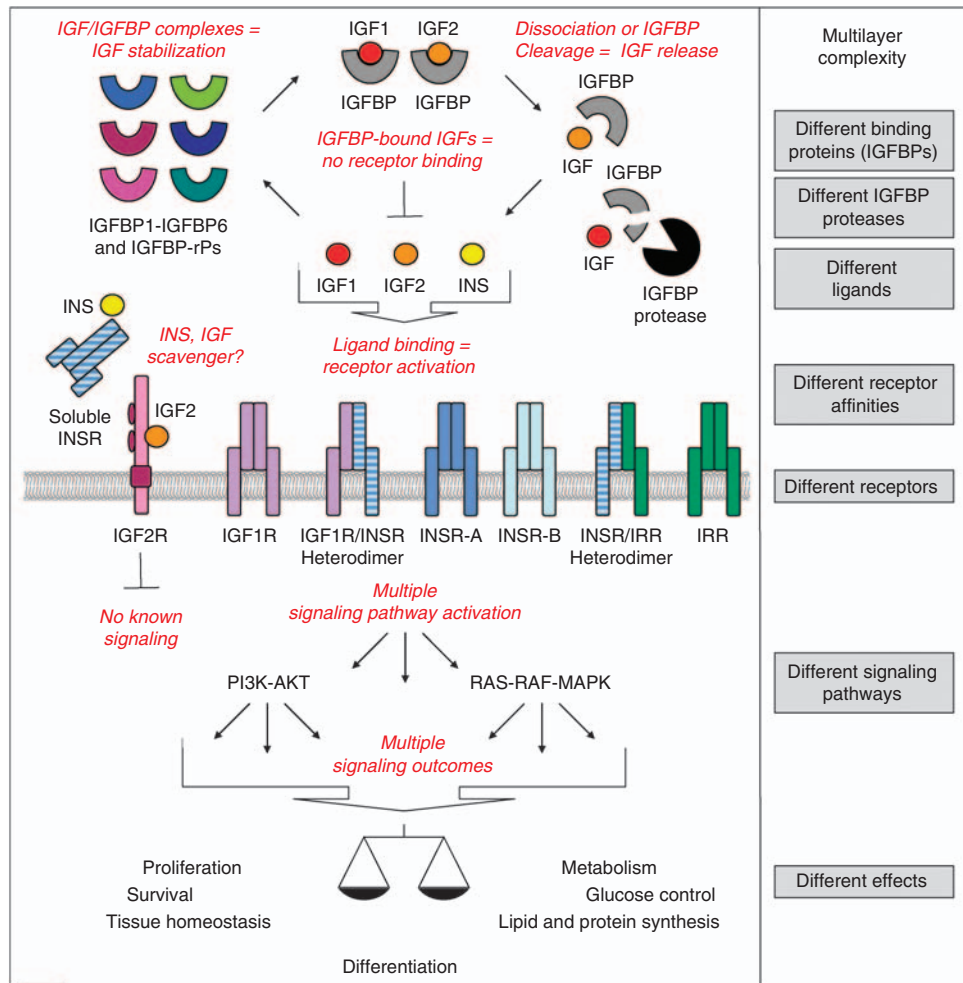 IGF/IGFBP complexes =
IGF stabilization
IGF1
IGF2
IGFBP
IGFBP
Dissociation or IGFBP
Cleavage = IGF release
IGFBP
IGF
IGFBP
IGF
IGFBP
protease
IGFBP-bound IGFs =
no receptor binding
IGFBP1-IGFBP6
and IGFBP-rPs
IGF1
IGF2
INS
INS
INS, IGF
scavenger?
Ligand binding =
receptor activation
Soluble
INSR
IGF2
IGF2R
IGF1R
IGF1R/INSR
Heterodimer
INSR-A
INSR-B
INSR/IRR
Heterodimer
IRR
No known
signaling
Multiple
signaling pathway activation
PI3K-AKT
RAS-RAF-MAPK
Multiple
signaling outcomes
Proliferation
Survival
Tissue homeostasis
Metabolism
Glucose control
Lipid and protein synthesis
Differentiation
Multilayer
complexity
Different binding
proteins (IGFBPs)
Different IGFBP
proteases
Different
ligands
Different receptor
affinities
Different receptors
Different signaling
pathways
Different effects